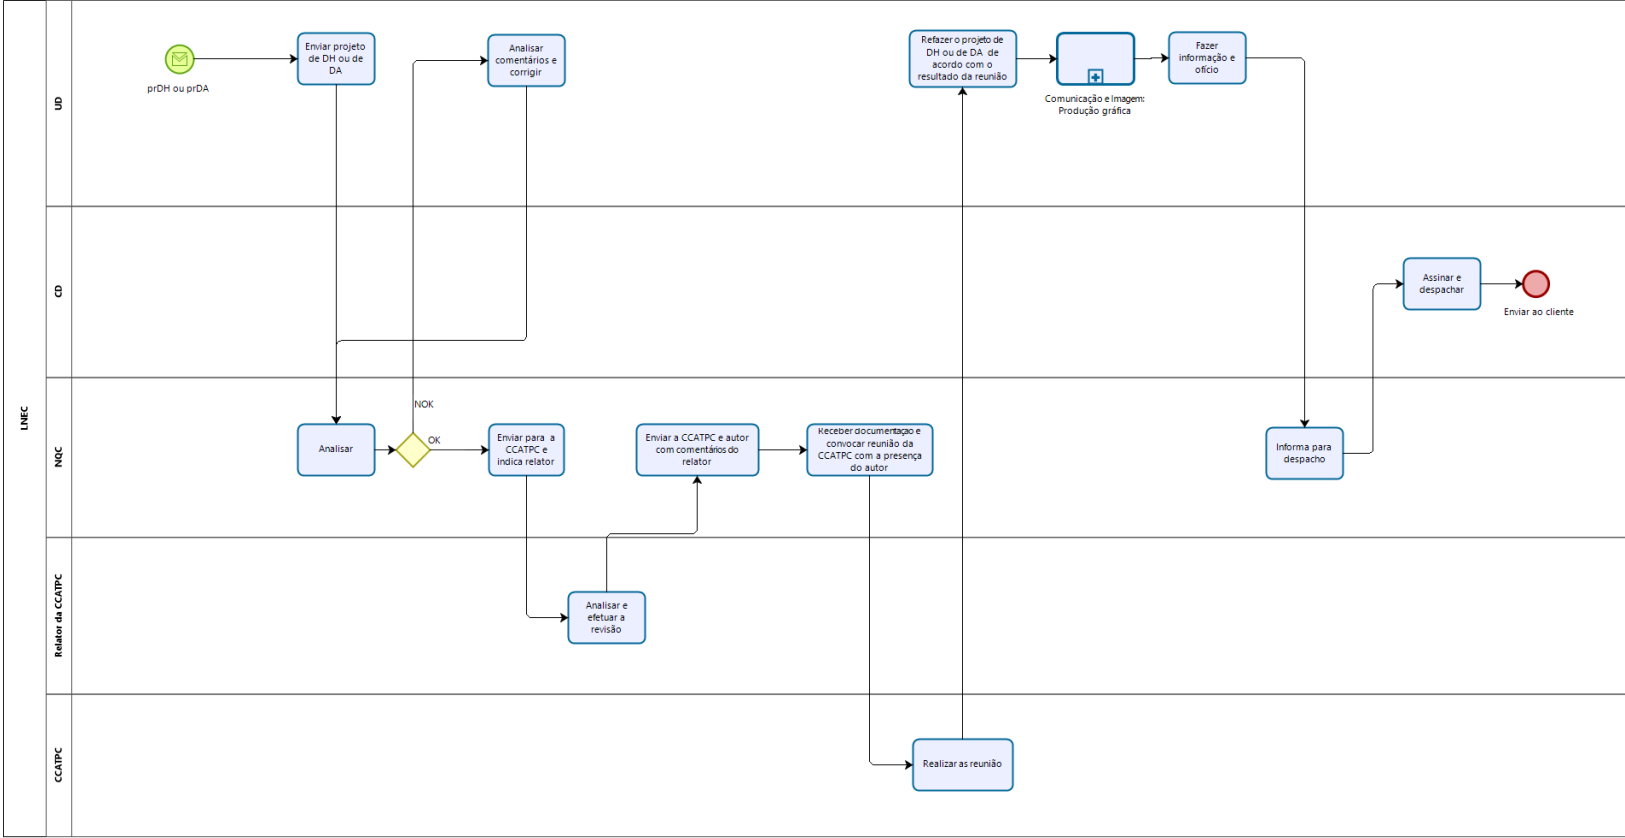 LNEC
UD
prDH ou prDA
Enviar projeto
de DH ou de
DA
Analisar
comentários e
corrigir
Refazer o projeto de
DH ou de DA de
acordo com o
resultado da reunião
Comunicação e Imagem:
Produção gráfica
Fazer
informação e
ofício
CD
Assinar e
despachar
Enviar ao cliente
NQC
Analisar
NOK
OK
Enviar para a
CCATPC e
indica relator
Enviar a CCATPC e autor
com comentários do
relator
Receber documentação e
convocar reunião da
CCATPC com a presença
do autor
Informa para
despacho
Relator da CCATPC
Analisar e
efetuar a
revisão
CCATPC
Realizar as reunião